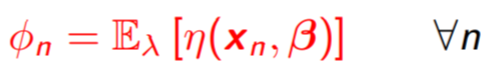 ϕₙ = 𝔼_λ [η(𝒙ₙ, 𝜷)] ∀n